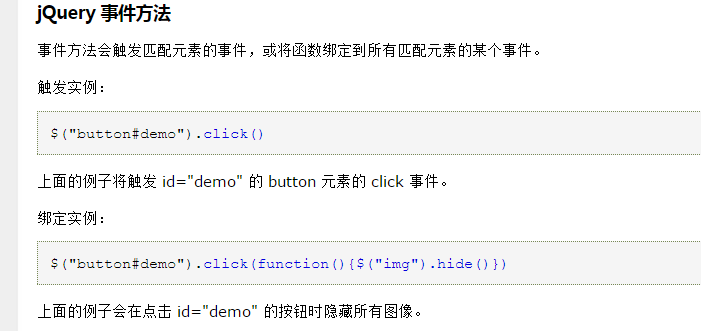 jQuery 事件方法
事件方法会触发匹配元素的事件，或将函数绑定到所有匹配元素的某个事件。
触发实例：
$("button#demo").click()
上面的例子将触发 id="demo" 的 button 元素的 click 事件。
绑定实例：
$("button#demo").click(function(){$("img").hide()})
上面的例子会在点击 id="demo" 的按钮时隐藏所有图像。